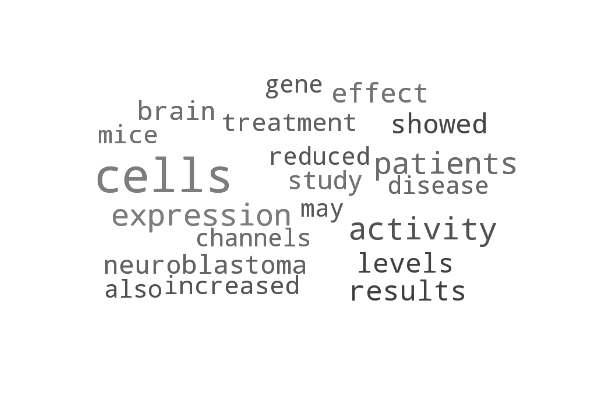 gene effect
brain treatment showed
mice
reduced patients
cells study disease
expression may
channels activity
neuroblastoma levels
also increased results